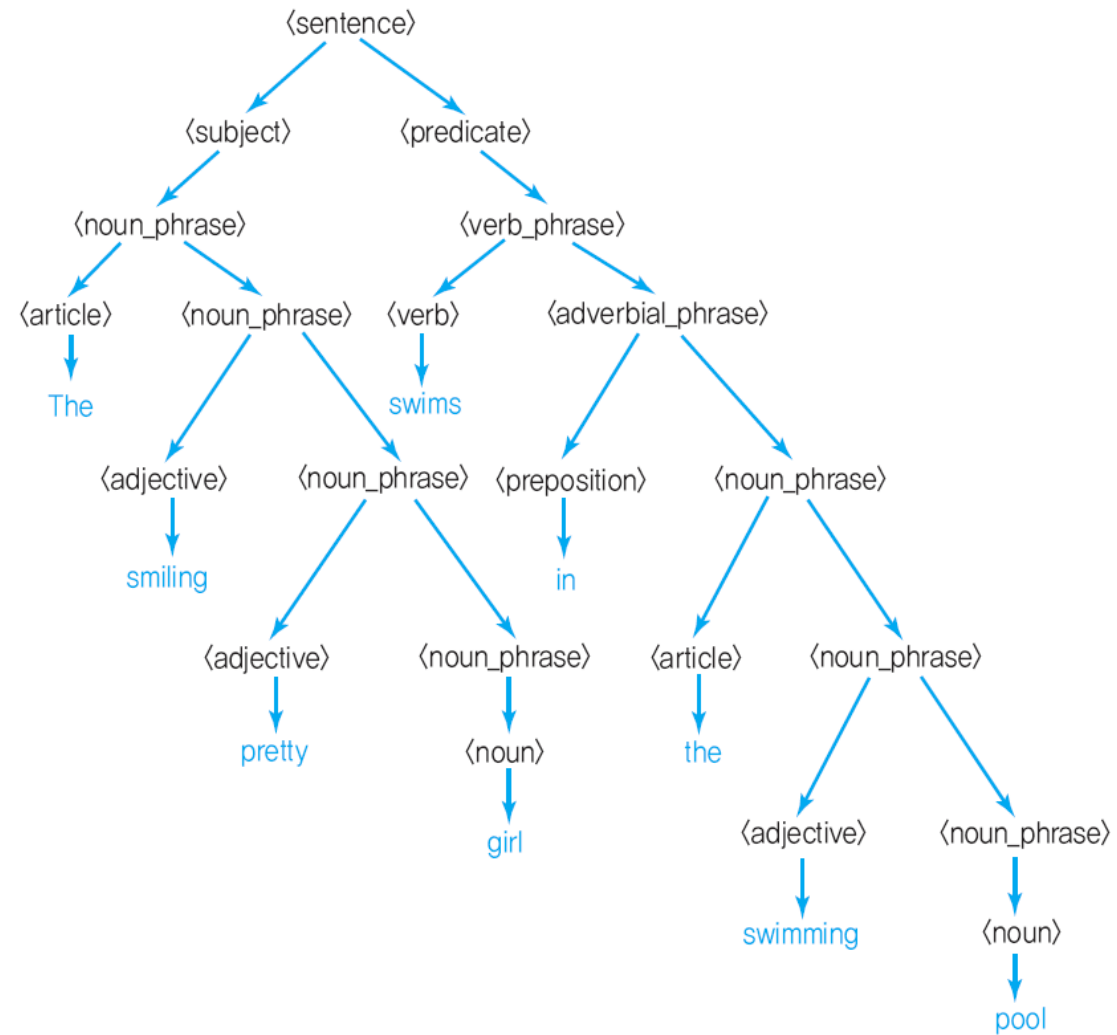 ⟨sentence⟩
⟨subject⟩ ⟨predicate⟩
⟨noun_phrase⟩ ⟨verb_phrase⟩
⟨article⟩ ⟨noun_phrase⟩ ⟨verb⟩ ⟨adverbial_phrase⟩
The swims
⟨adjective⟩ ⟨noun_phrase⟩ ⟨preposition⟩ ⟨noun_phrase⟩
smiling in
⟨adjective⟩ ⟨noun_phrase⟩ ⟨article⟩ ⟨noun_phrase⟩
pretty ⟨noun⟩ the
girl ⟨adjective⟩ ⟨noun_phrase⟩
swimming ⟨noun⟩
pool